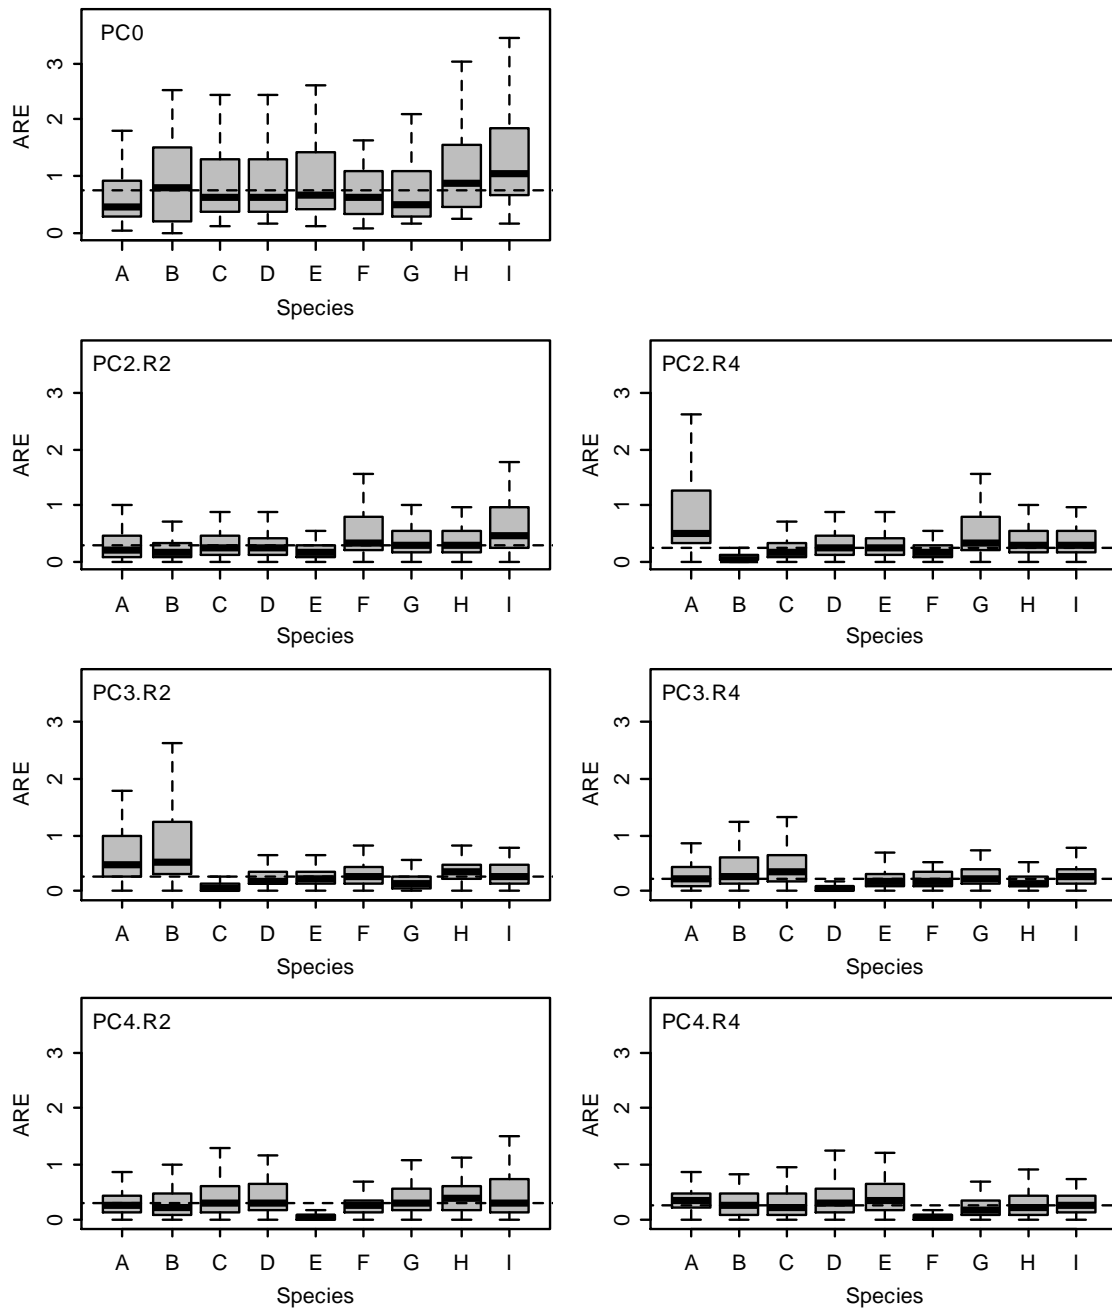 PC0
3
2
1
0
ARE
A B C D E F G H I
Species
PC2.R2
3
2
1
0
ARE
A B C D E F G H I
Species
PC2.R4
3
2
1
0
ARE
A B C D E F G H I
Species
PC3.R2
3
2
1
0
ARE
A B C D E F G H I
Species
PC3.R4
3
2
1
0
ARE
A B C D E F G H I
Species
PC4.R2
3
2
1
0
ARE
A B C D E F G H I
Species
PC4.R4
3
2
1
0
ARE
A B C D E F G H I
Species